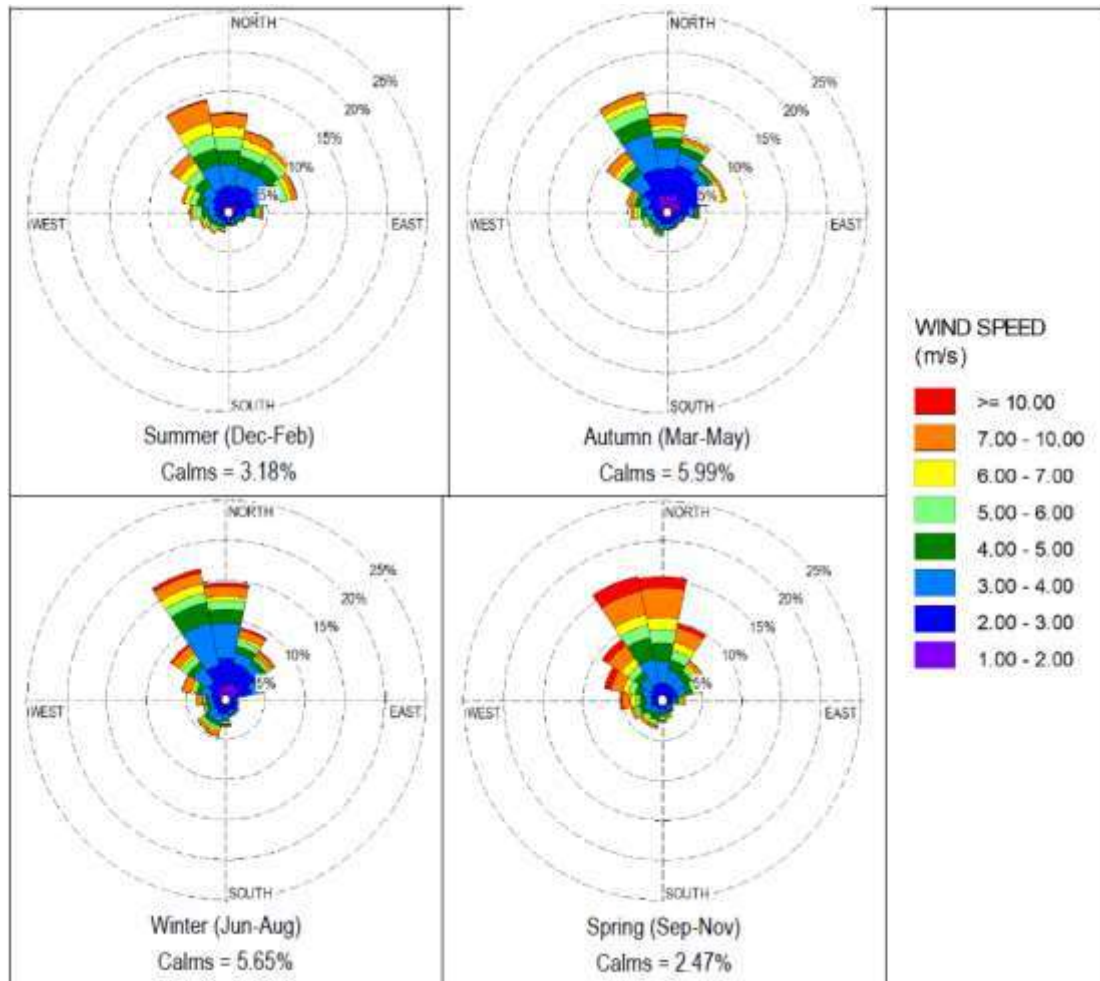 NORTH
25%
20%
15%
10%
5%
WEST
EAST
SOUTH
Summer (Dec-Feb)
Calms = 3.18%
NORTH
25%
20%
15%
10%
5%
WEST
EAST
SOUTH
Autumn (Mar-May)
Calms = 5.99%
NORTH
25%
20%
15%
10%
5%
WEST
EAST
SOUTH
Winter (Jun-Aug)
Calms = 5.65%
NORTH
25%
20%
15%
10%
5%
WEST
EAST
SOUTH
Spring (Sep-Nov)
Calms = 2.47%
WIND SPEED
(m/s)
>= 10.00
7.00 - 10.00
6.00 - 7.00
5.00 - 6.00
4.00 - 5.00
3.00 - 4.00
2.00 - 3.00
1.00 - 2.00